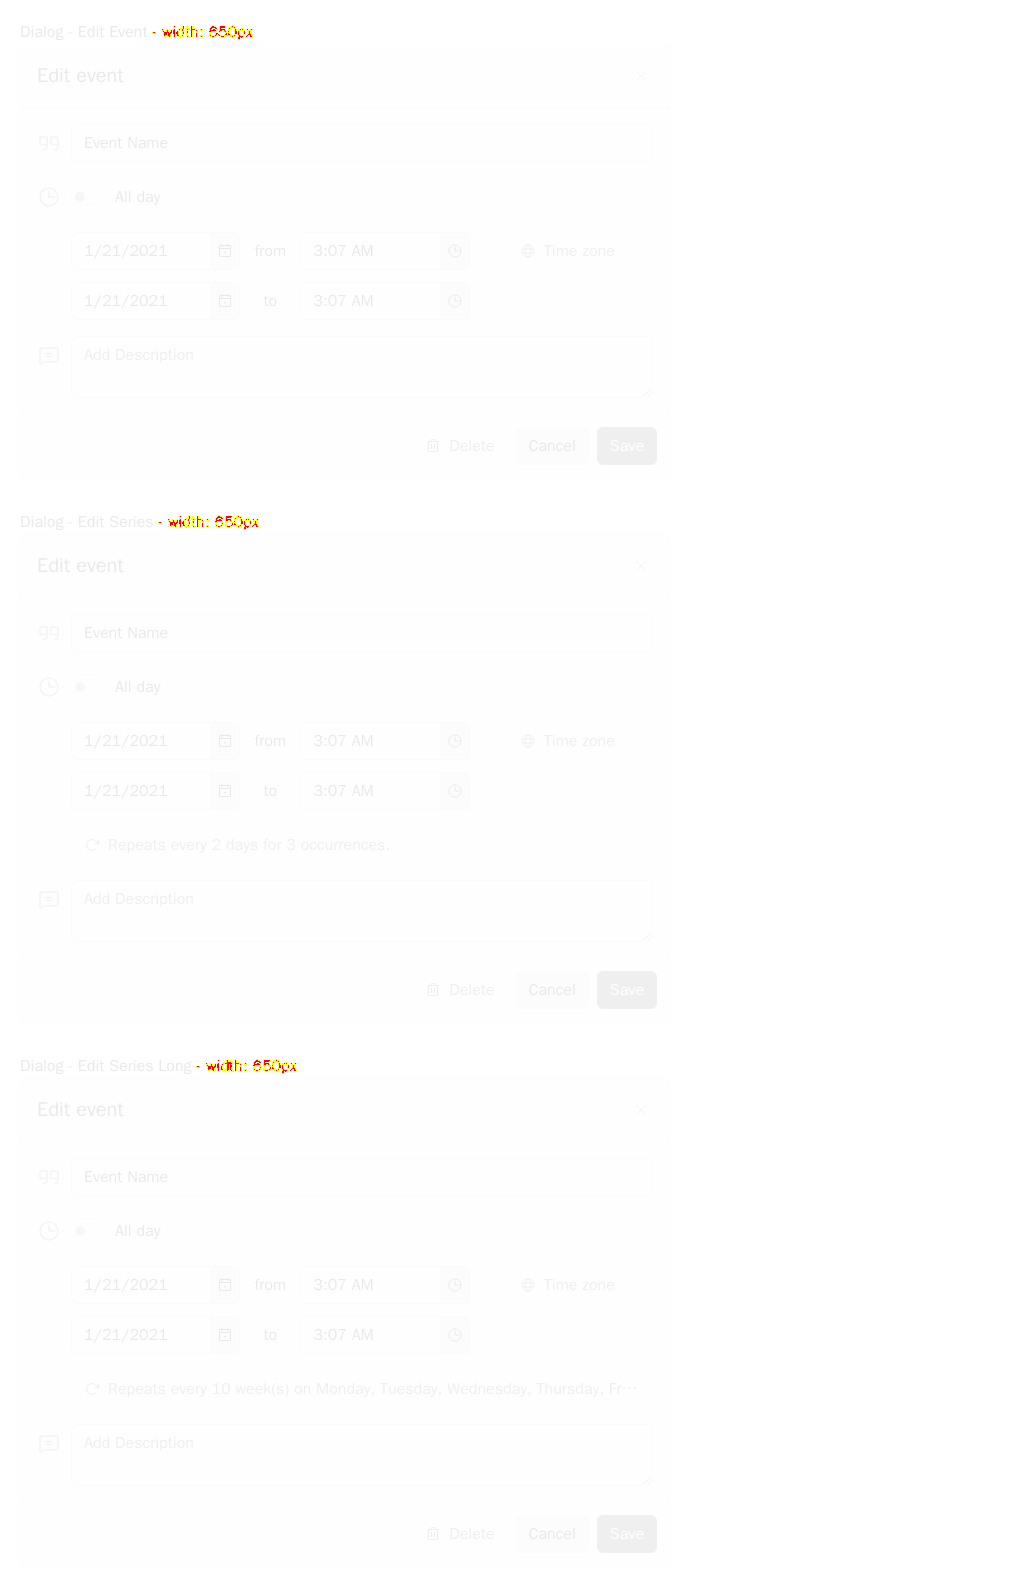 Dialog - Edit Event - width: 650px
Edit event
Event Name
All day
1/21/2021 from 3:07 AM Time zone
1/21/2021 to 3:07 AM
Add Description
Delete Cancel Save
Dialog - Edit Series - width: 650px
Edit event
Event Name
All day
1/21/2021 from 3:07 AM Time zone
1/21/2021 to 3:07 AM
Repeats every 2 days for 3 occurrences.
Add Description
Delete Cancel Save
Dialog - Edit Series Long - width: 650px
Edit event
Event Name
All day
1/21/2021 from 3:07 AM Time zone
1/21/2021 to 3:07 AM
Repeats every 10 week(s) on Monday, Tuesday, Wednesday, Thursday, Fr···
Add Description
Delete Cancel Save